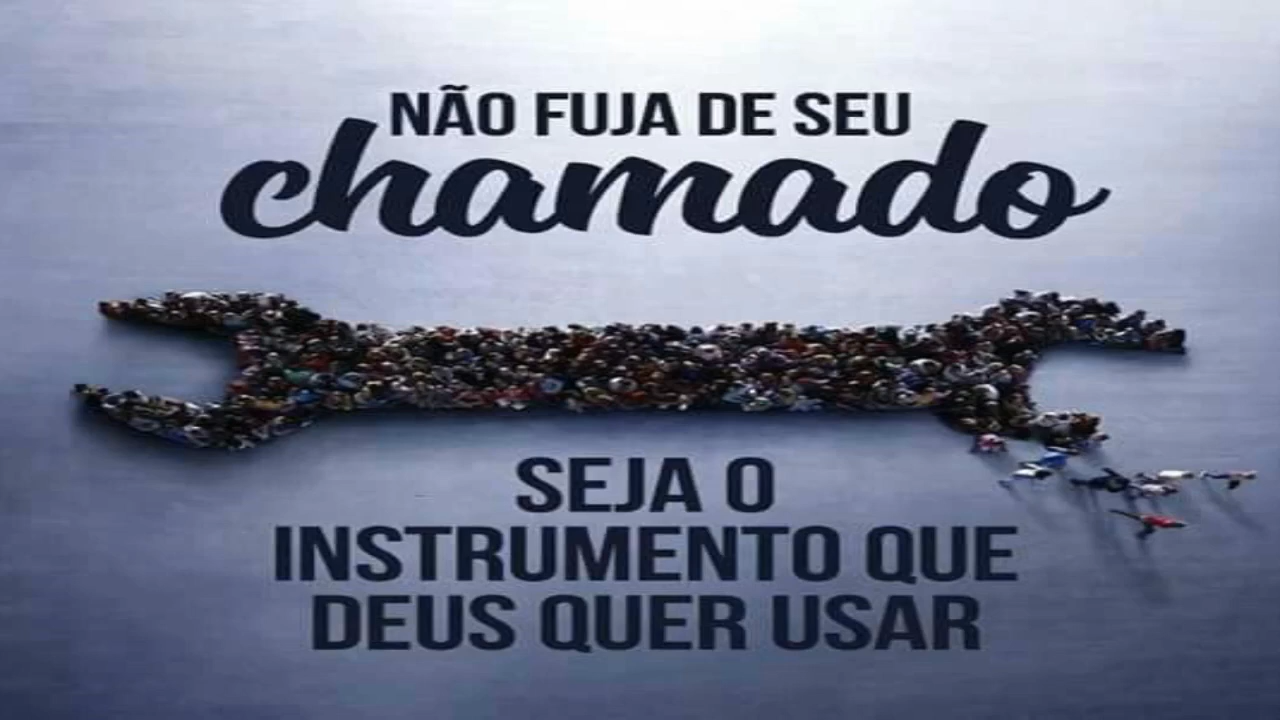 NÃO FUJA DE SEU
chamado
SEJA O
INSTRUMENTO QUE
DEUS QUER USAR